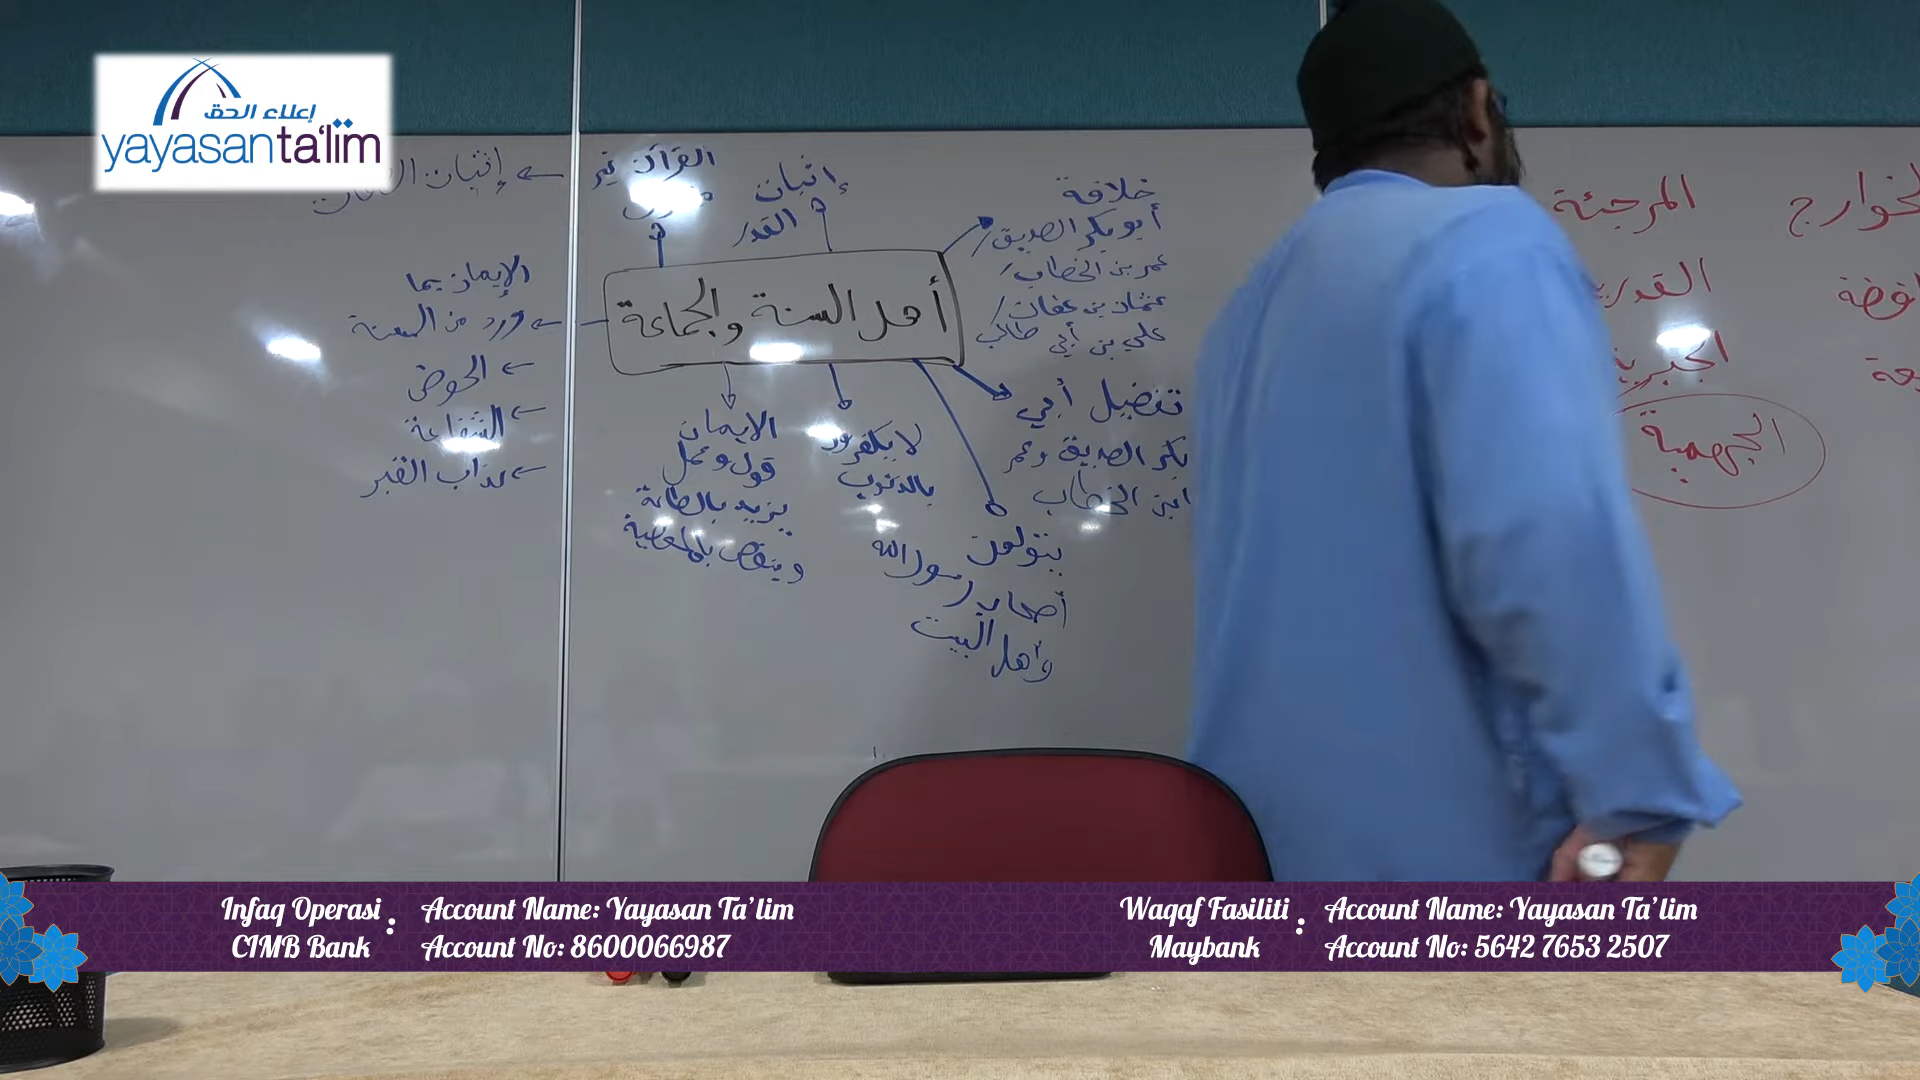 إعلاء الحق
yayasanta'lim
إثبات
القرآن غير
إثبات
القدر
خلافة
أبو بكر الصديق/
عمر بن الخطاب/
عثمان بن عفان/
علي بن أبي طالب
أهل السنة والجماعة
الإيمان بما
ورد من السنة
الحوض
الشفاعة
عذاب القبر
الايمان
قول وعمل
يزيد بالطاعة
وينقص بالمعصية
لا يكفرون
بالذنوب
تفضيل أبي
بكر الصديق وعمر
ابن الخطاب
يتولون
أصحاب رسول الله
وأهل البيت
المرجئة
الجهمية
Infaq Operasi : Account Name: Yayasan Ta'lim
CIMB Bank Account No: 8600066987
Waqaf Fasiliti : Account Name: Yayasan Ta'lim
Maybank Account No: 5642 7653 2507